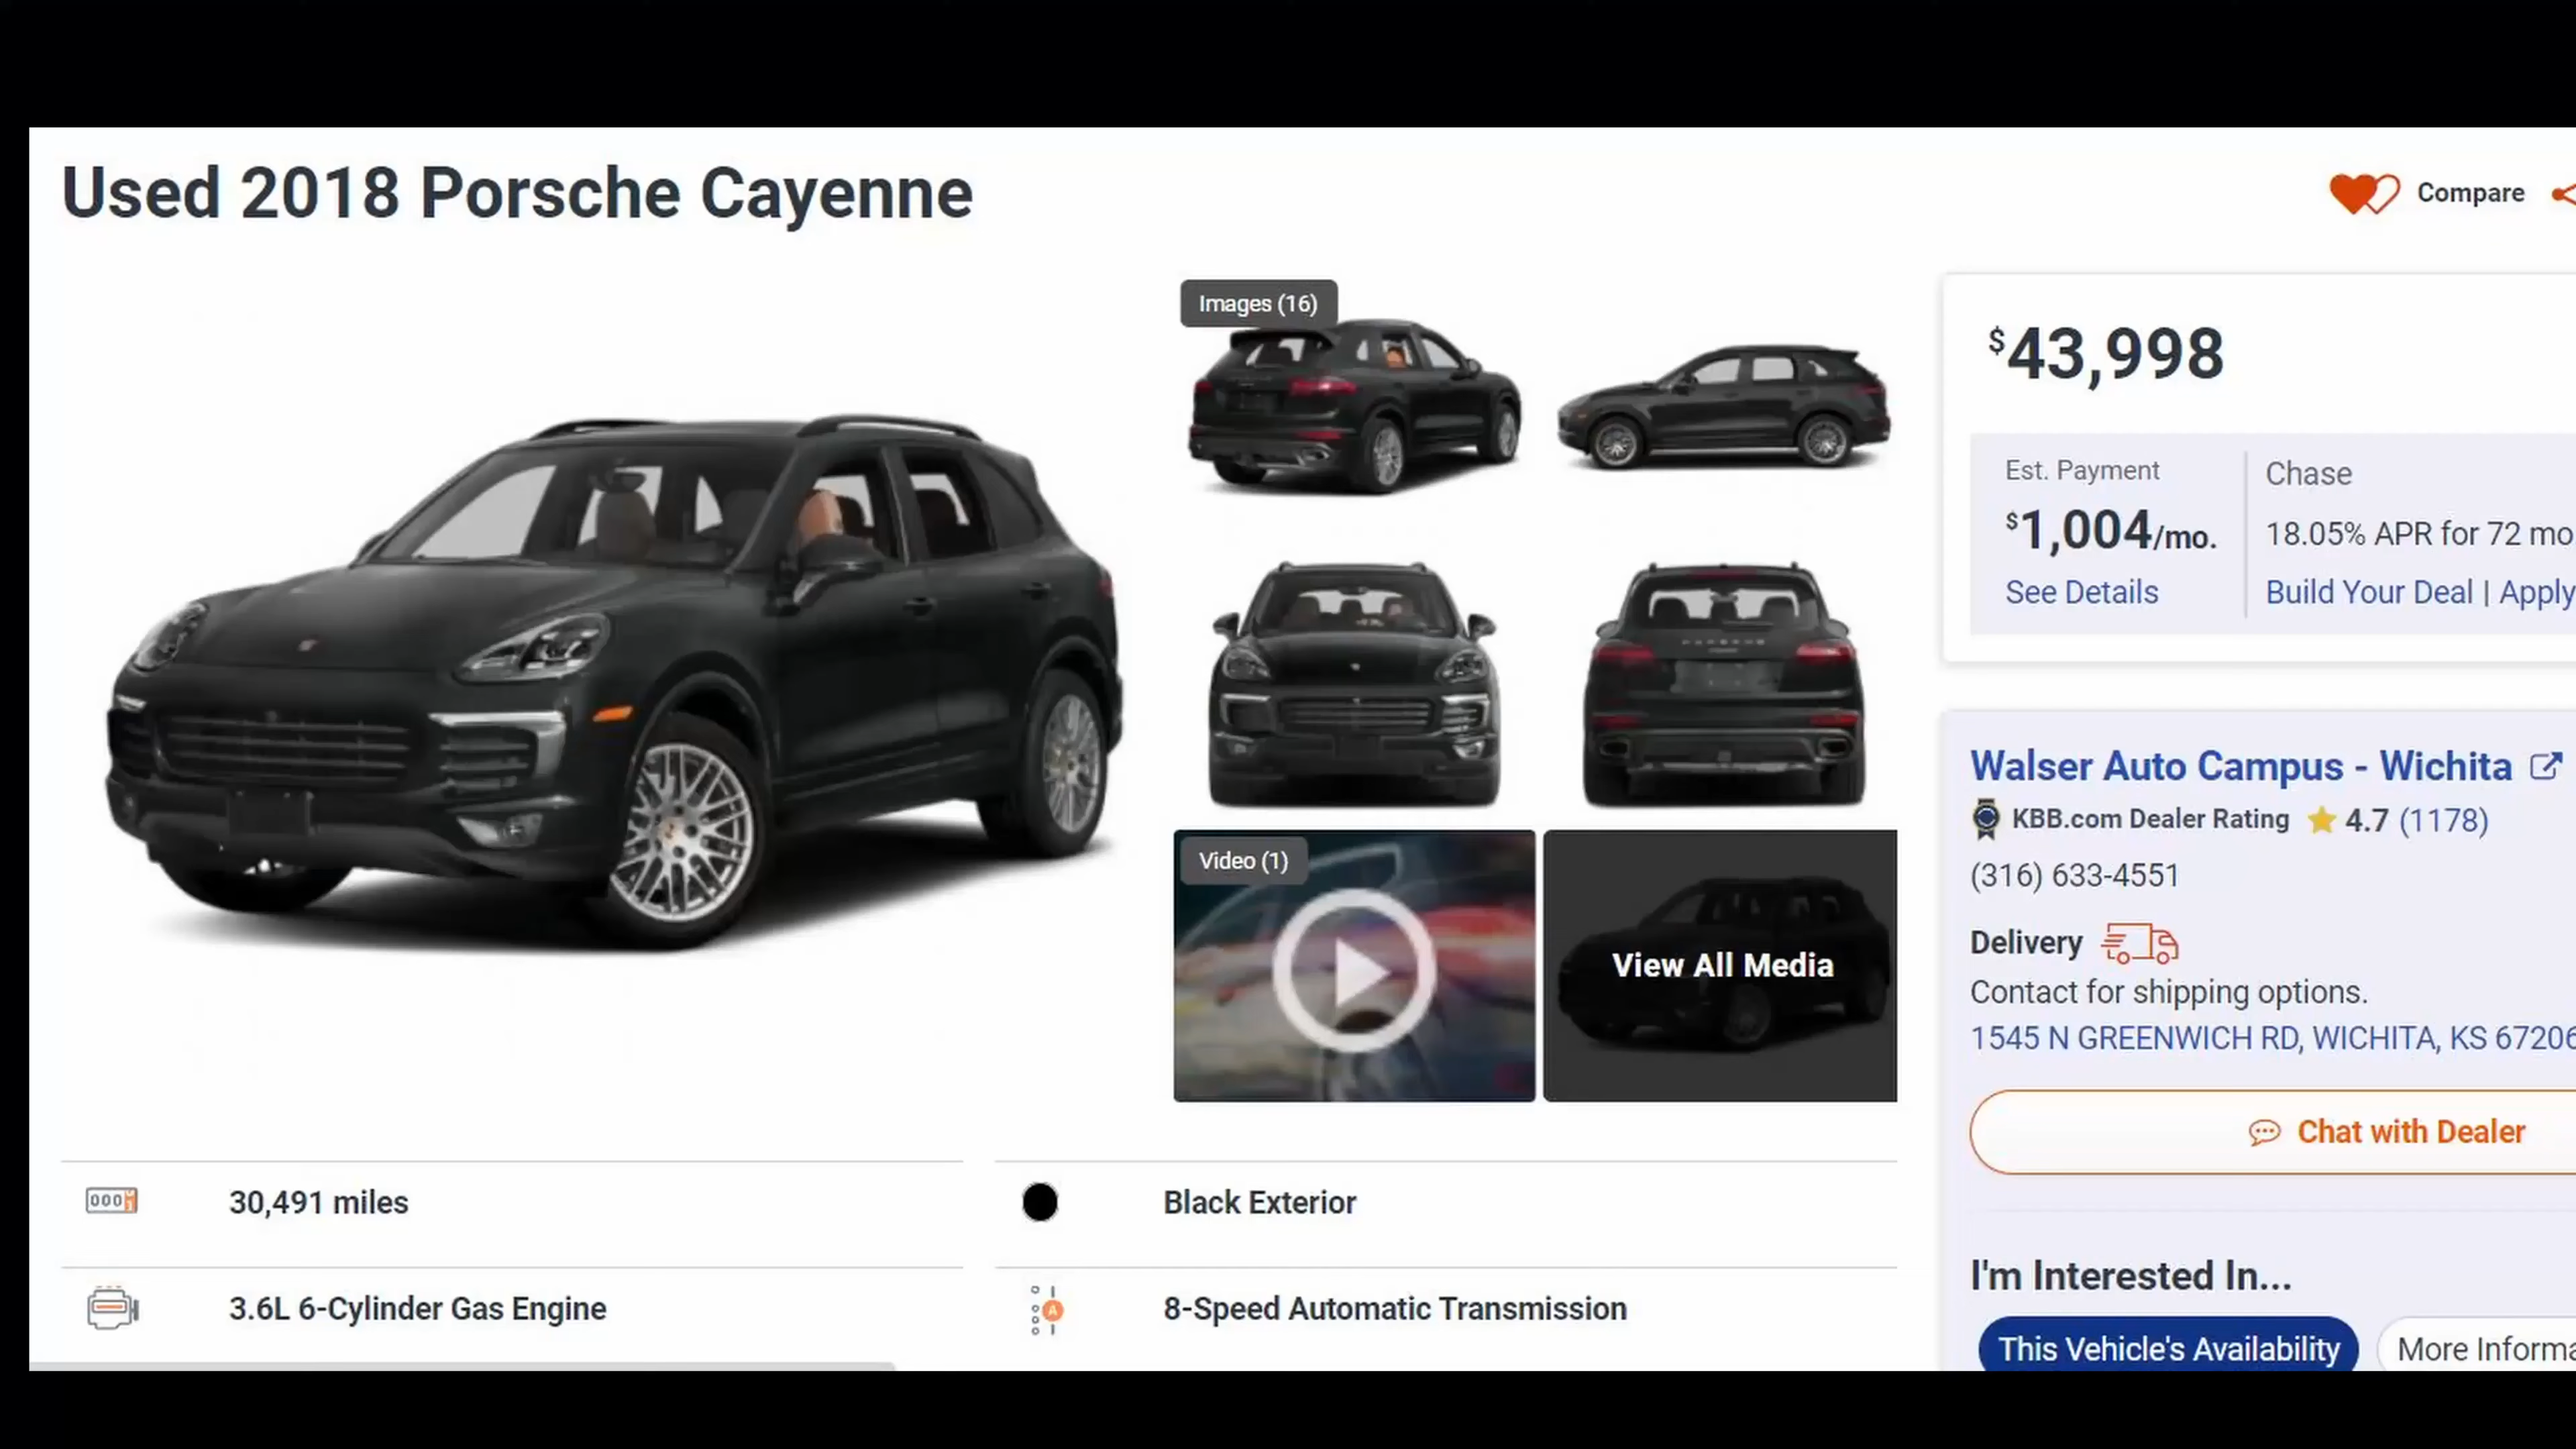 Used 2018 Porsche Cayenne
Compare
Images (16)
$43,998
Est. Payment
$1,004/mo.
See Details
Chase
18.05% APR for 72 mo
Build Your Deal | Apply
Walser Auto Campus - Wichita
KBB.com Dealer Rating 4.7 (1178)
(316) 633-4551
Delivery
Contact for shipping options.
1545 N GREENWICH RD, WICHITA, KS 67206
Chat with Dealer
Video (1)
View All Media
30,491 miles
Black Exterior
3.6L 6-Cylinder Gas Engine
8-Speed Automatic Transmission
I'm Interested In...
This Vehicle's Availability
More Informa